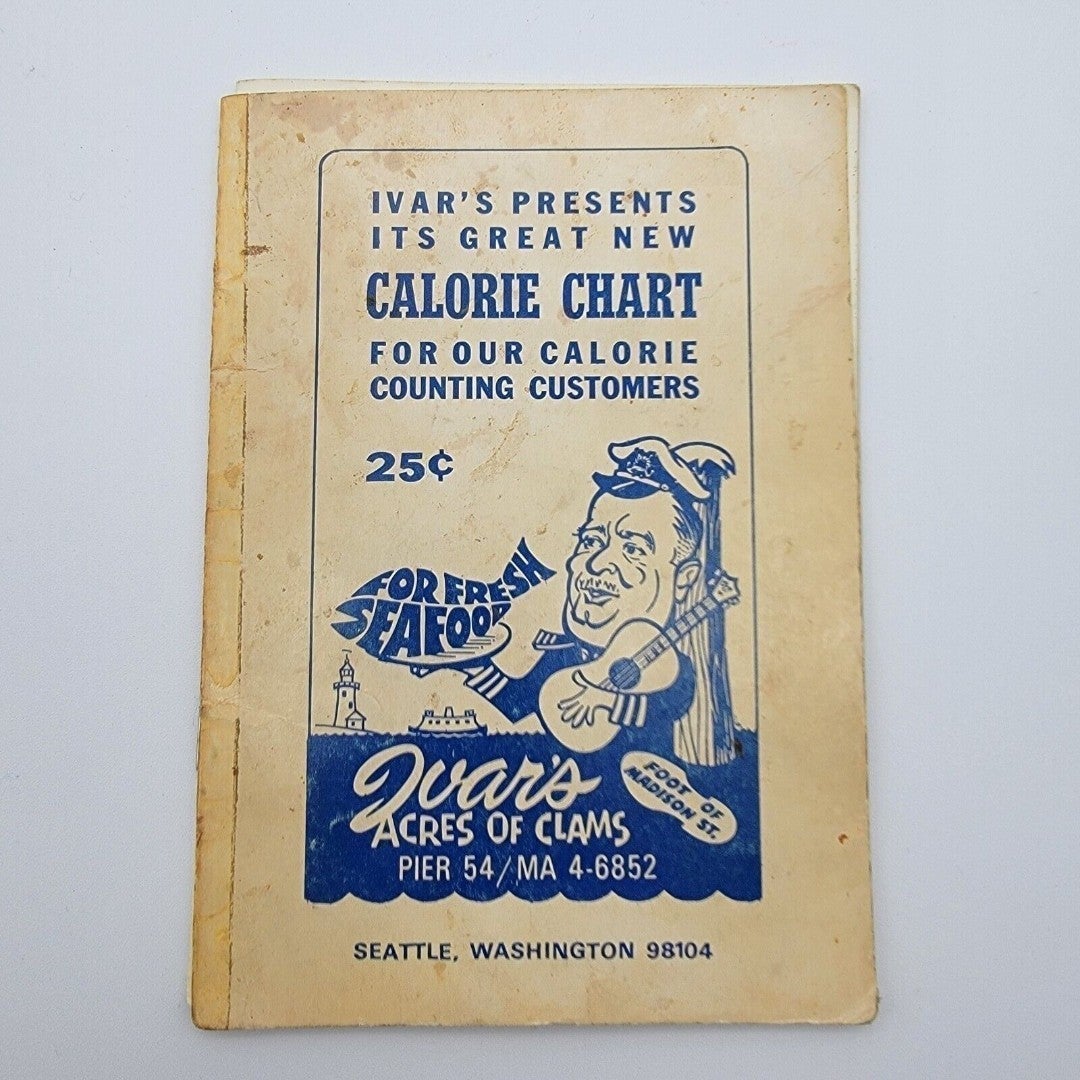 IVAR'S PRESENTS
ITS GREAT NEW
CALORIE CHART
FOR OUR CALORIE
COUNTING CUSTOMERS
25¢
FOR FRESH
SEAFOOD
Ivar's
ACRES OF CLAMS
PIER 54/MA 4-6852
FOOT OF
MADISON ST.
SEATTLE, WASHINGTON 98104